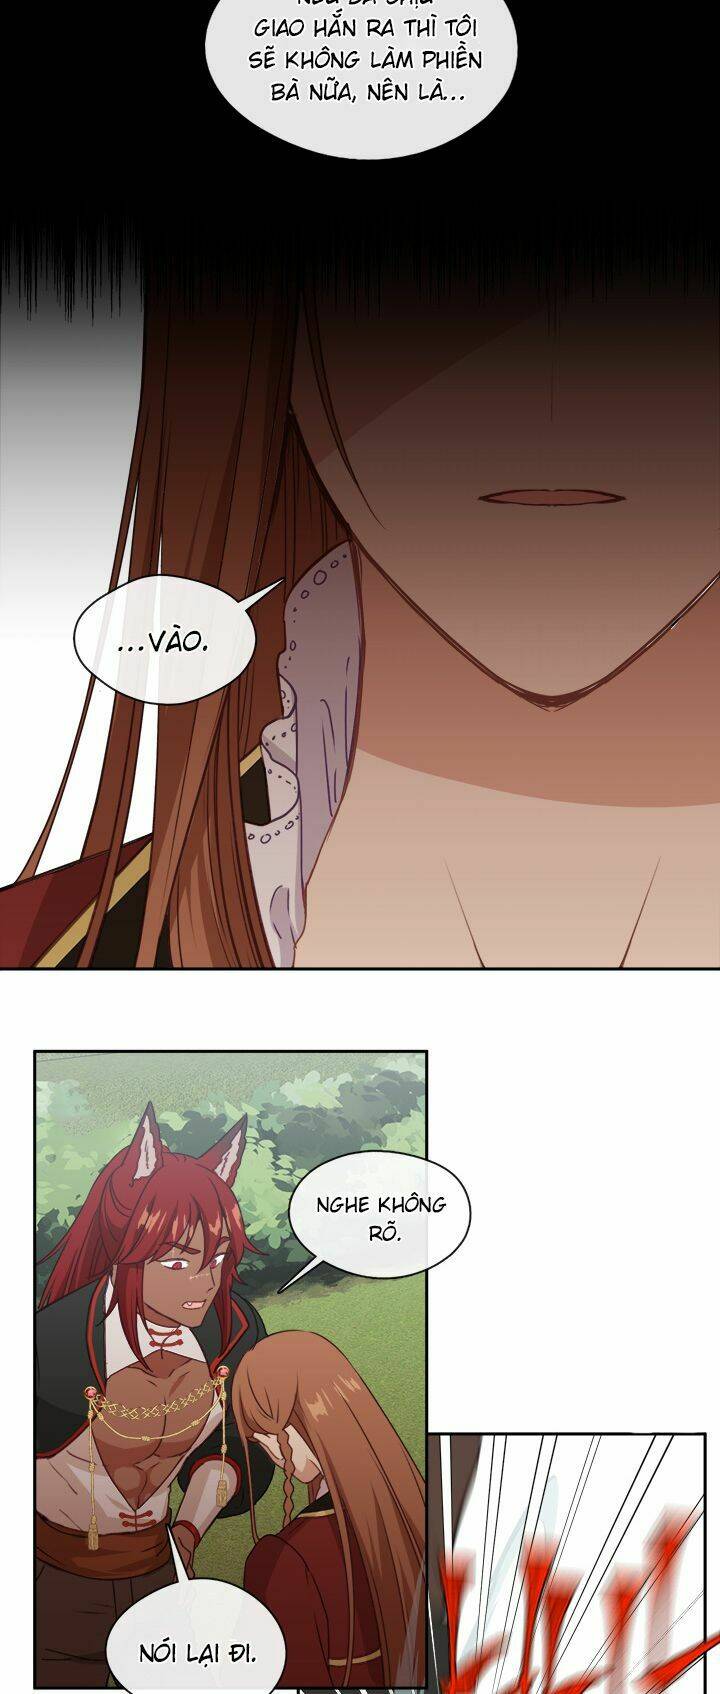 GIAO HẮN RA THÌ TÔI
SẼ KHÔNG LÀM PHIỀN
BÀ NỮA, NÊN LÀ...
...VÀO.
NGHE KHÔNG
RÕ.
NÓI LẠI ĐI.